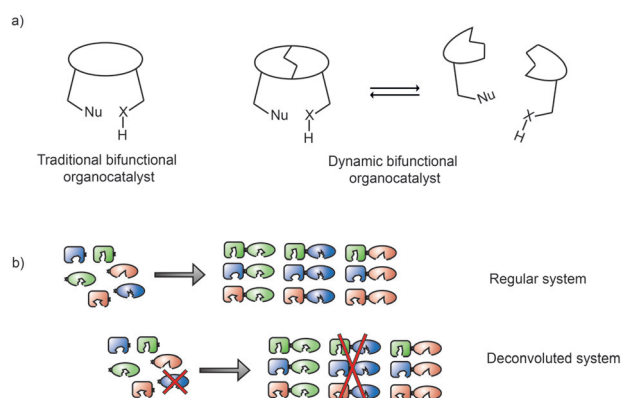 a)
Nu X
H
Nu X
H
Nu
X
H
Traditional bifunctional
organocatalyst
Dynamic bifunctional
organocatalyst
b)
Regular system
Deconvoluted system